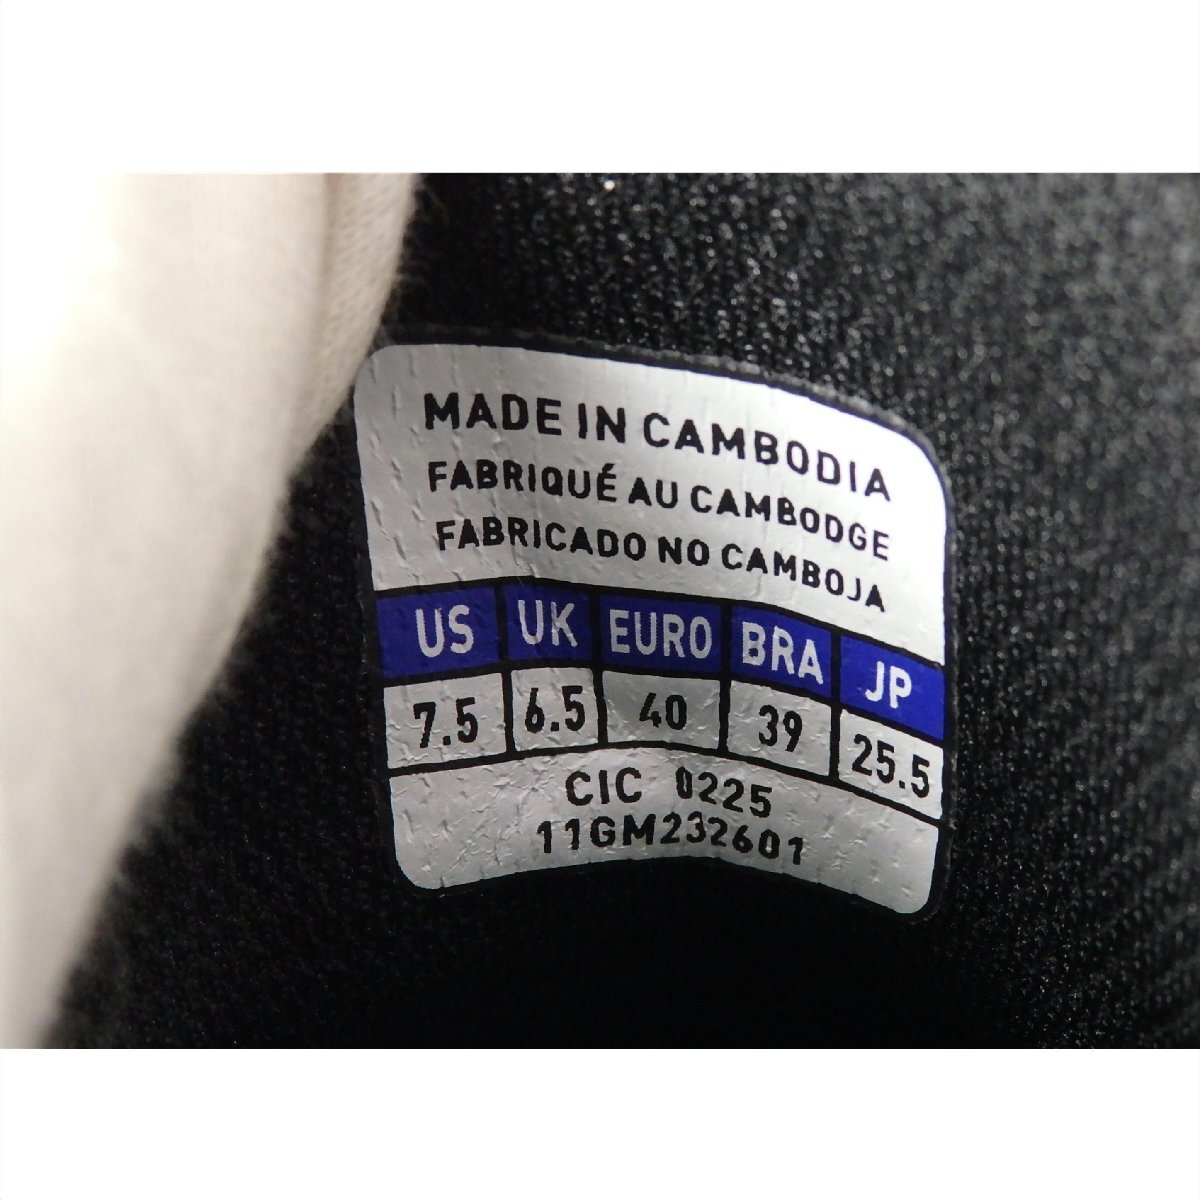 MADE IN CAMBODIA
FABRIQUÉ AU CAMBODGE
FABRICADO NO CAMBOJA
US UK EURO BRA JP
7.5 6.5 40 39 25.5
CIC 0225
11GM232601